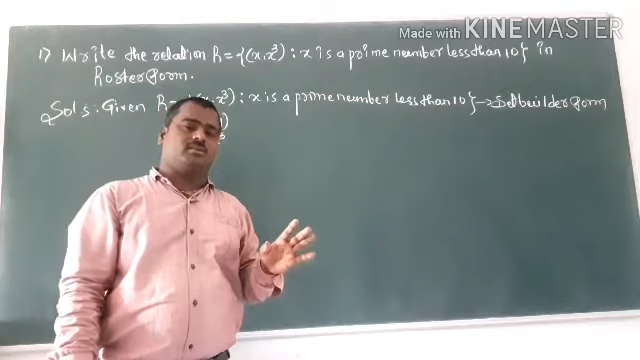 Made with KINEMASTER
1) Write the relation R = {(x, x³) : x is a prime number less than 10} in
Roster form.
Sol: Given R = (x, x³) : x is a prime number less than 10} → Set builder form